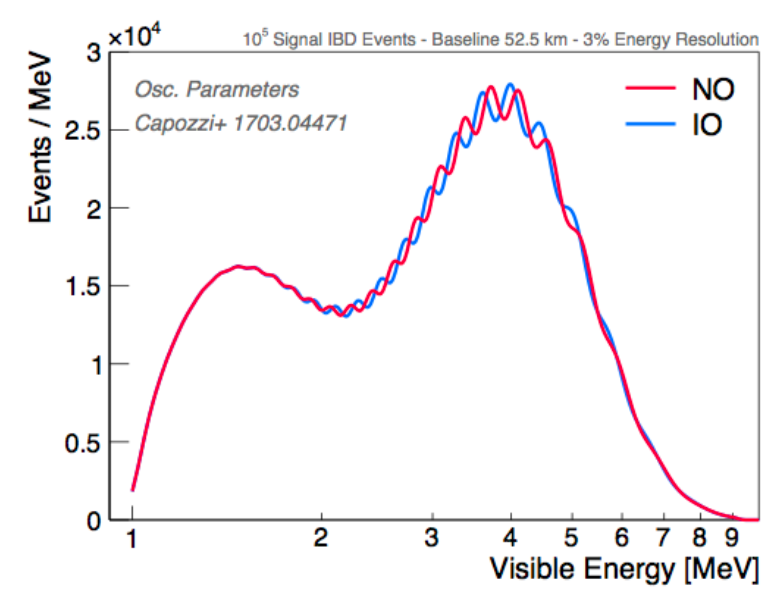 ×10⁴
10⁵ Signal IBD Events - Baseline 52.5 km - 3% Energy Resolution
Osc. Parameters
Capozzi+ 1703.04471
NO
IO
Events / MeV
3
2.5
2
1.5
1
0.5
0
1 2 3 4 5 6 7 8 9
Visible Energy [MeV]